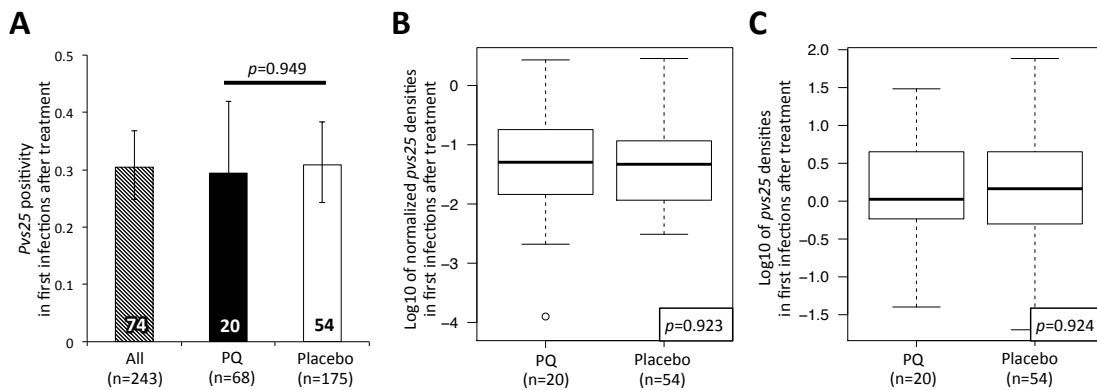 A
Pvs25 positivity
in first infections after treatment
0.5
0.4
0.3
0.2
0.1
0
p=0.949
74
20
54
All
(n=243)
PQ
(n=68)
Placebo
(n=175)
B
Log10 of normalized pvs25 densities
in first infections after treatment
0
−1
−2
−3
−4
p=0.923
PQ
(n=20)
Placebo
(n=54)
C
Log10 of pvs25 densities
in first infections after treatment
2.0
1.5
1.0
0.5
0.0
−0.5
−1.0
−1.5
p=0.924
PQ
(n=20)
Placebo
(n=54)